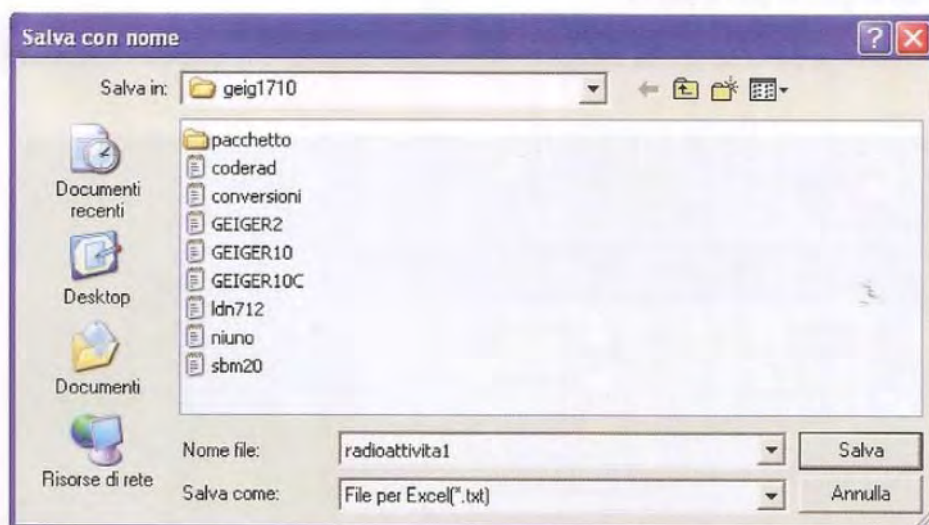 Salva con nome
Salva in: geig1710
Documenti recenti
Desktop
Documenti
Risorse di rete
pacchetto
coderad
conversioni
GEIGER2
GEIGER10
GEIGER10C
ldn712
niuno
sbm20
Nome file: radioattivita1 Salva
Salva come: File per Excel(*.txt) Annulla